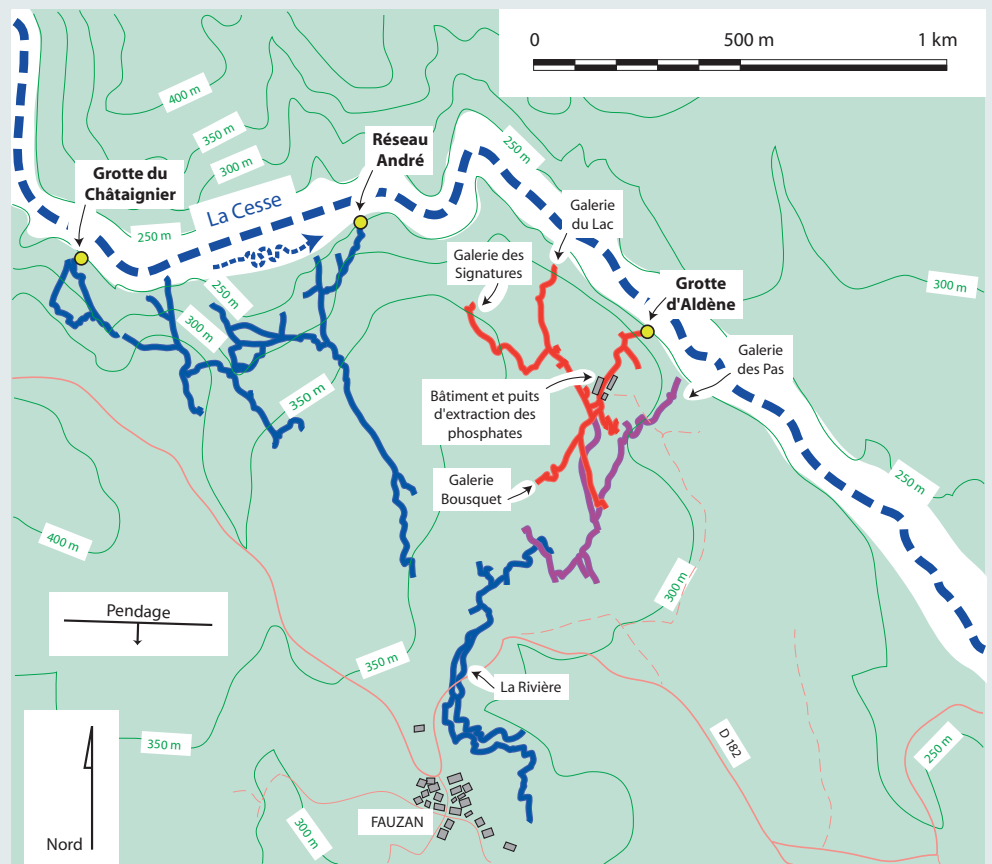 0
500 m
1 km
400 m
350 m
300 m
Réseau
André
250 m
Grotte du
Châtaignier
La Cesse
250 m
Galerie
du Lac
Galerie des
Signatures
Grotte
d'Aldène
300 m
250 m
300 m
Galerie
des Pas
350 m
Bâtiment et puits
d'extraction des
phosphates
Galerie
Bousquet
250 m
400 m
300 m
Pendage
350 m
La Rivière
350 m
D 182
250 m
Nord
300 m
FAUZAN